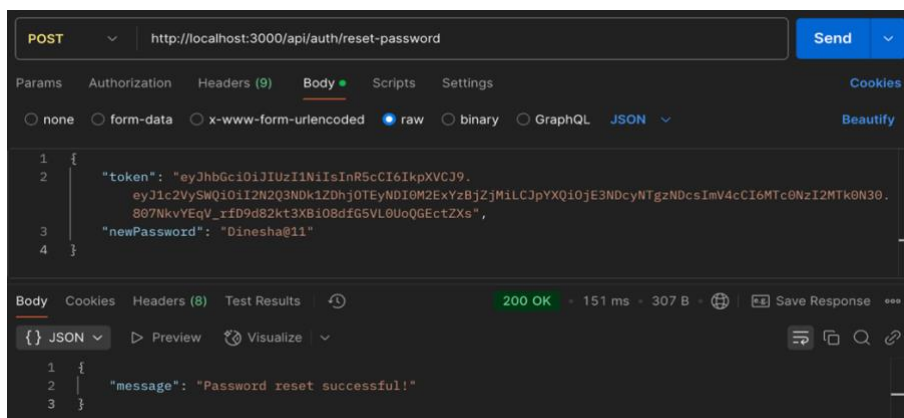 POST http://localhost:3000/api/auth/reset-password Send
Params Authorization Headers (9) Body Scripts Settings Cookies
none form-data x-www-form-urlencoded raw binary GraphQL JSON Beautify
1 {
2 "token": "eyJhbGciOiJIUzI1NiIsInR5cCI6IkpXVCJ9.
eyJ1c2VySWQiOiI2N2Q3NDk1ZDhjOTEyNDI0M2ExYzBjZjMiLCJpYXQiOjE3NDcyNTgzNDcsImV4cCI6MTc0NzI2MTk0N30.
807NkvYEqV_rfD9d82kt3XBiO8dfG5VL0UoQGEctZXs",
3 "newPassword": "Dinesha@11"
4 }
Body Cookies Headers (8) Test Results 200 OK 151 ms 307 B Save Response
{} JSON Preview Visualize
1 {
2 "message": "Password reset successful!"
3 }